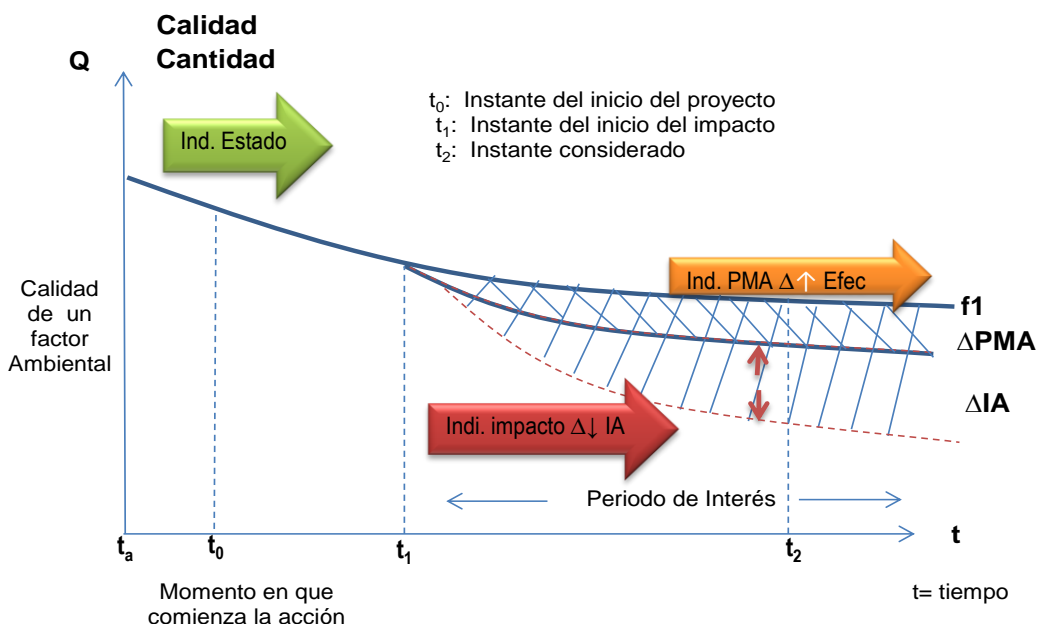 Calidad
Cantidad
Q
Ind. Estado
t0: Instante del inicio del proyecto
t1: Instante del inicio del impacto
t2: Instante considerado
Calidad
de un
factor
Ambiental
Ind. PMA ∆ ↑ Efec
f1
∆PMA
∆IA
Indi. impacto ∆↓ IA
Periodo de Interés
t
ta
t0
t1
t2
Momento en que
comienza la acción
t= tiempo